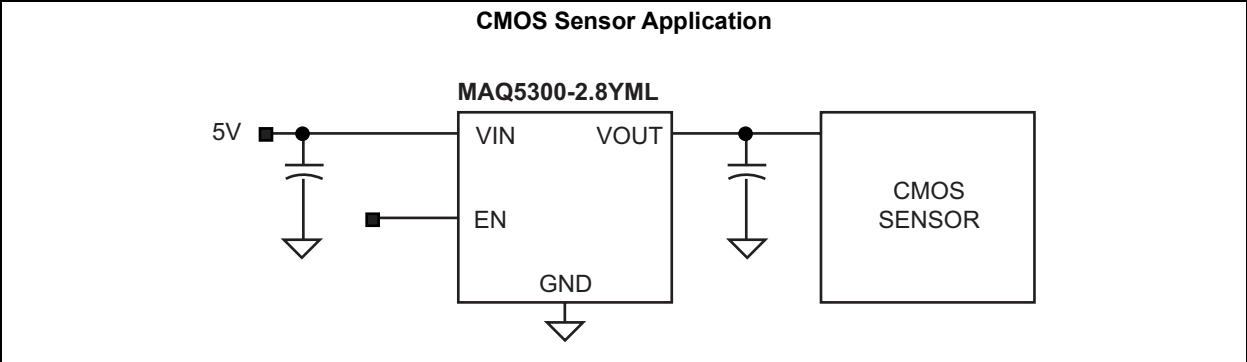 CMOS Sensor Application
MAQ5300-2.8YML
5V
VIN
VOUT
EN
GND
CMOS
SENSOR